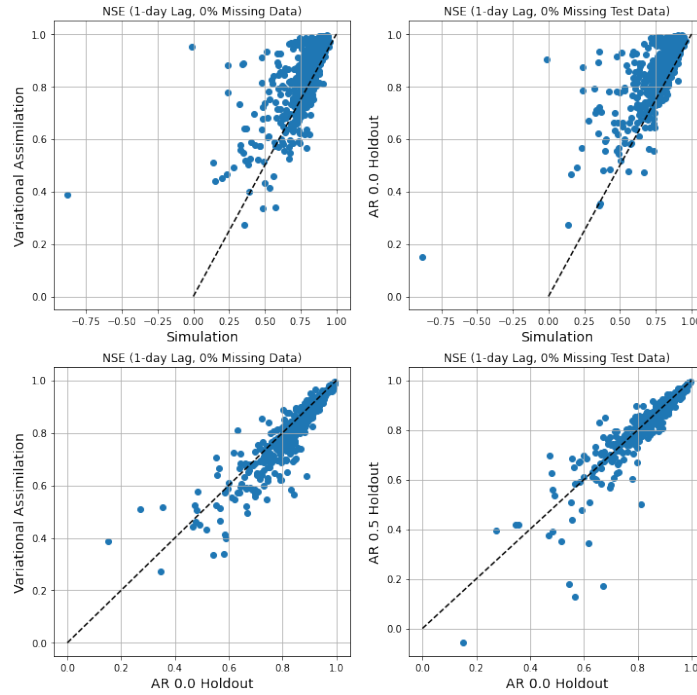 NSE (1-day Lag, 0% Missing Data)
1.0
0.8
0.6
0.4
0.2
0.0
Variational Assimilation
−0.75 −0.50 −0.25 0.00 0.25 0.50 0.75 1.00
Simulation
NSE (1-day Lag, 0% Missing Test Data)
1.0
0.8
0.6
0.4
0.2
0.0
AR 0.0 Holdout
−0.75 −0.50 −0.25 0.00 0.25 0.50 0.75 1.00
Simulation
NSE (1-day Lag, 0% Missing Data)
1.0
0.8
0.6
0.4
0.2
0.0
Variational Assimilation
0.0 0.2 0.4 0.6 0.8 1.0
AR 0.0 Holdout
NSE (1-day Lag, 0% Missing Test Data)
1.0
0.8
0.6
0.4
0.2
0.0
AR 0.5 Holdout
0.0 0.2 0.4 0.6 0.8 1.0
AR 0.0 Holdout